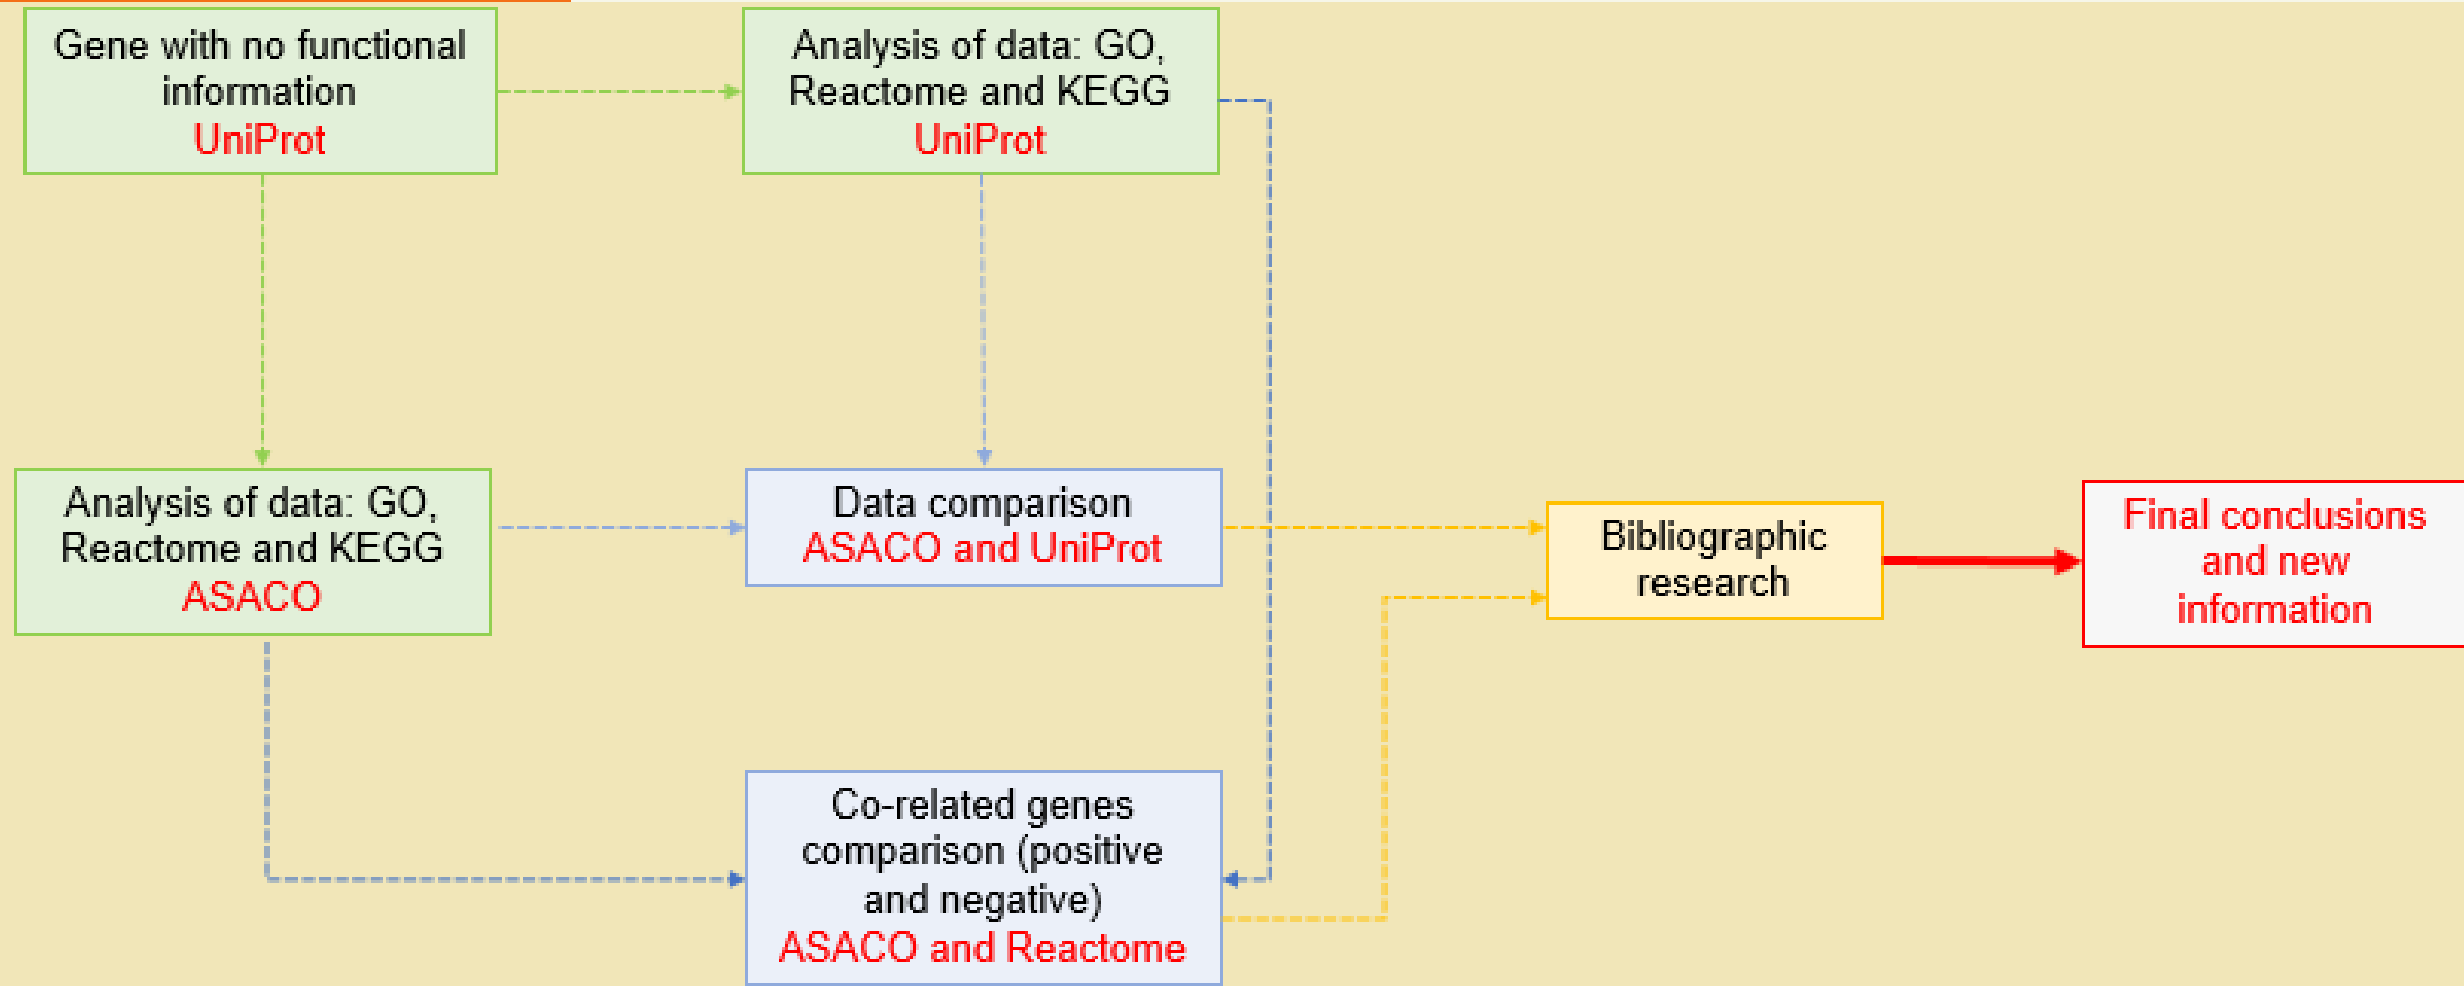 Gene with no functional
information
UniProt
Analysis of data: GO,
Reactome and KEGG
UniProt
Analysis of data: GO,
Reactome and KEGG
ASACO
Data comparison
ASACO and UniProt
Bibliographic
research
Final conclusions
and new
information
Co-related genes
comparison (positive
and negative)
ASACO and Reactome